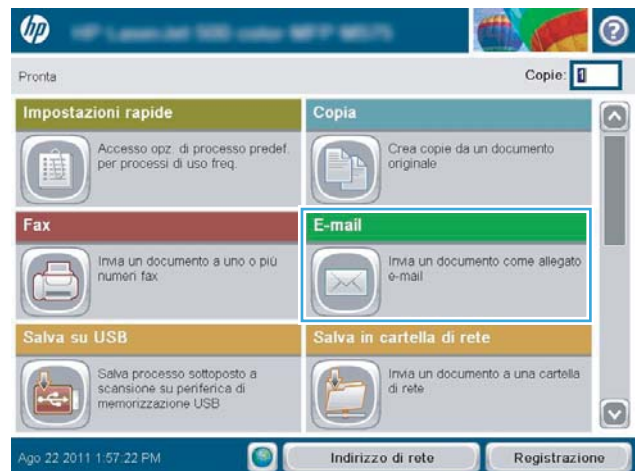 hp
Pronta
Copie: 1
Impostazioni rapide
Accesso opz. di processo predef.
per processi di uso freq.
Copia
Crea copie da un documento
originale
Fax
Invia un documento a uno o più
numeri fax
E-mail
Invia un documento come allegato
e-mail
Salva su USB
Salva processo sottoposto a
scansione su periferica di
memorizzazione USB
Salva in cartella di rete
Invia un documento a una cartella
di rete
Ago 22 2011 1:57:22 PM
Indirizzo di rete
Registrazione